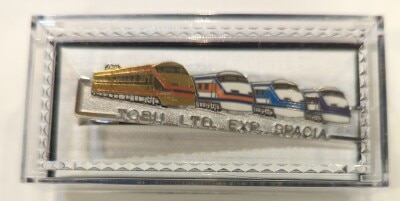 TOBU LTD. EXP. SPACIA